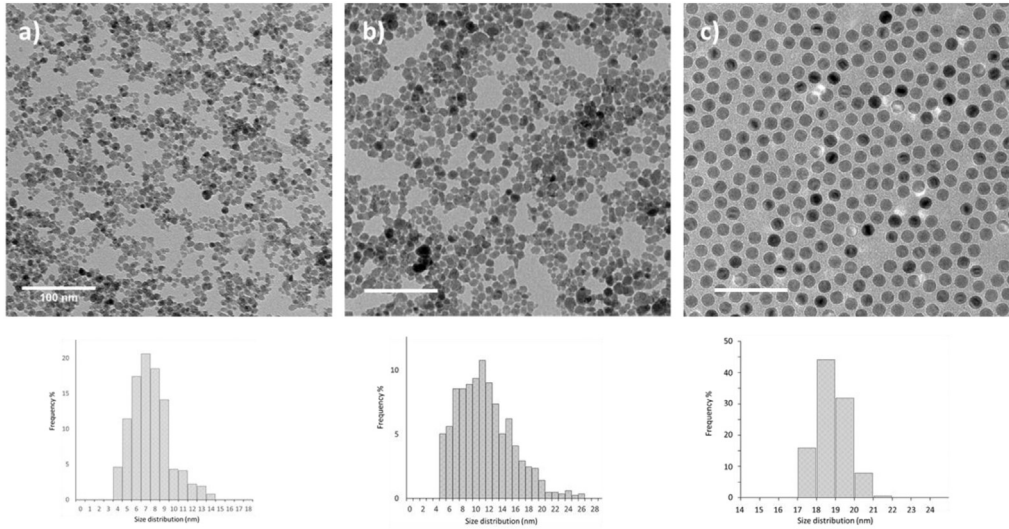 a)
b)
c)
100 nm
Frequency %
20
15
10
5
0
0 1 2 3 4 5 6 7 8 9 10 11 12 13 14 15 16 17 18
Size distribution (nm)
Frequency %
10
5
0
0 2 4 6 8 10 12 14 16 18 20 22 24 26 28
Size distribution (nm)
Frequency %
50
40
30
20
10
0
14 15 16 17 18 19 20 21 22 23 24
Size distribution (nm)